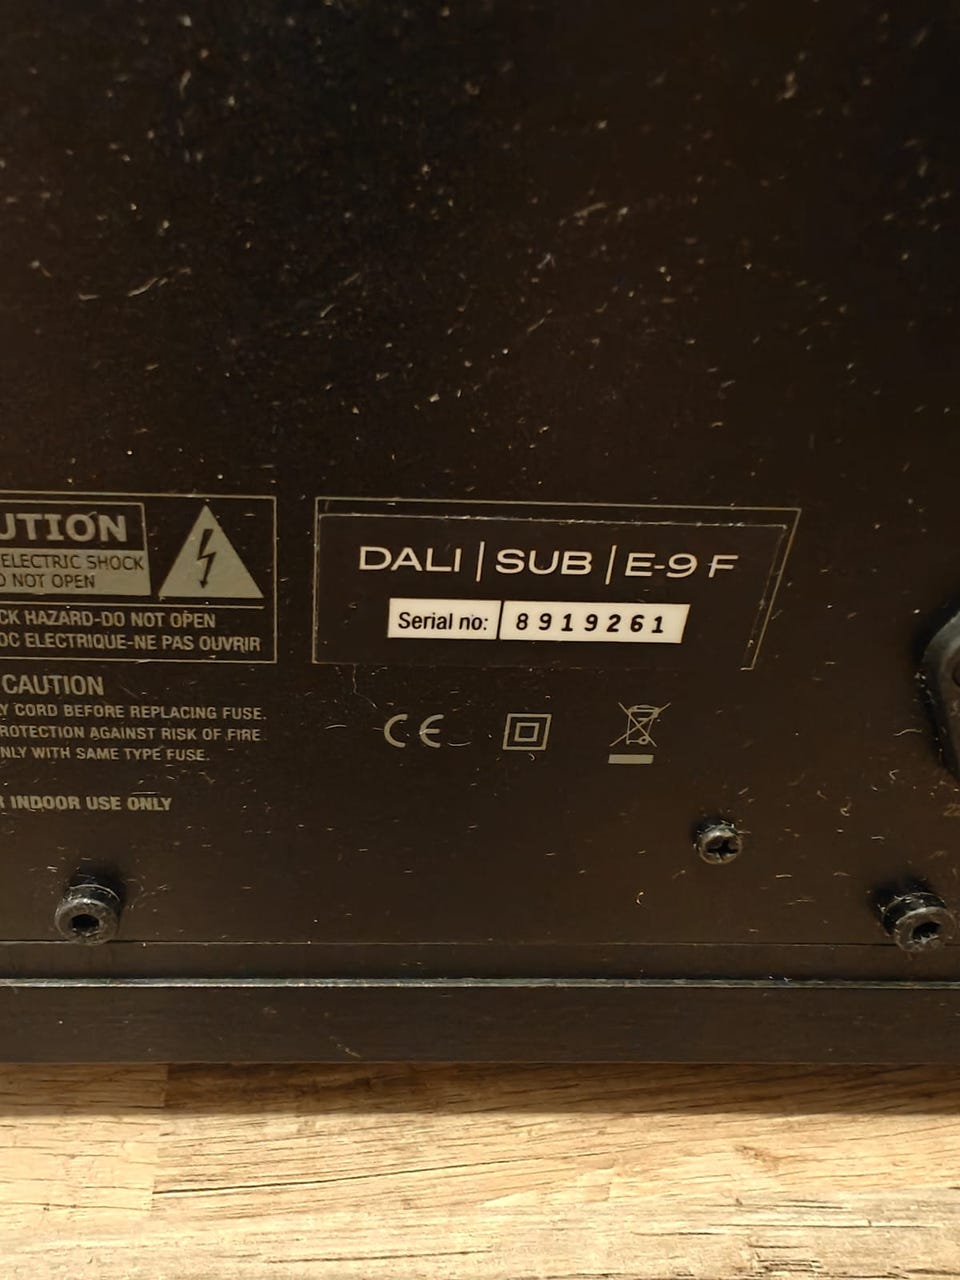 UTION
ELECTRIC SHOCK
O NOT OPEN
CK HAZARD-DO NOT OPEN
OC ELECTRIQUE-NE PAS OUVRIR
CAUTION
Y CORD BEFORE REPLACING FUSE.
ROTECTION AGAINST RISK OF FIRE
NLY WITH SAME TYPE FUSE.
R INDOOR USE ONLY
DALI | SUB | E-9 F
Serial no: 8919261
CE